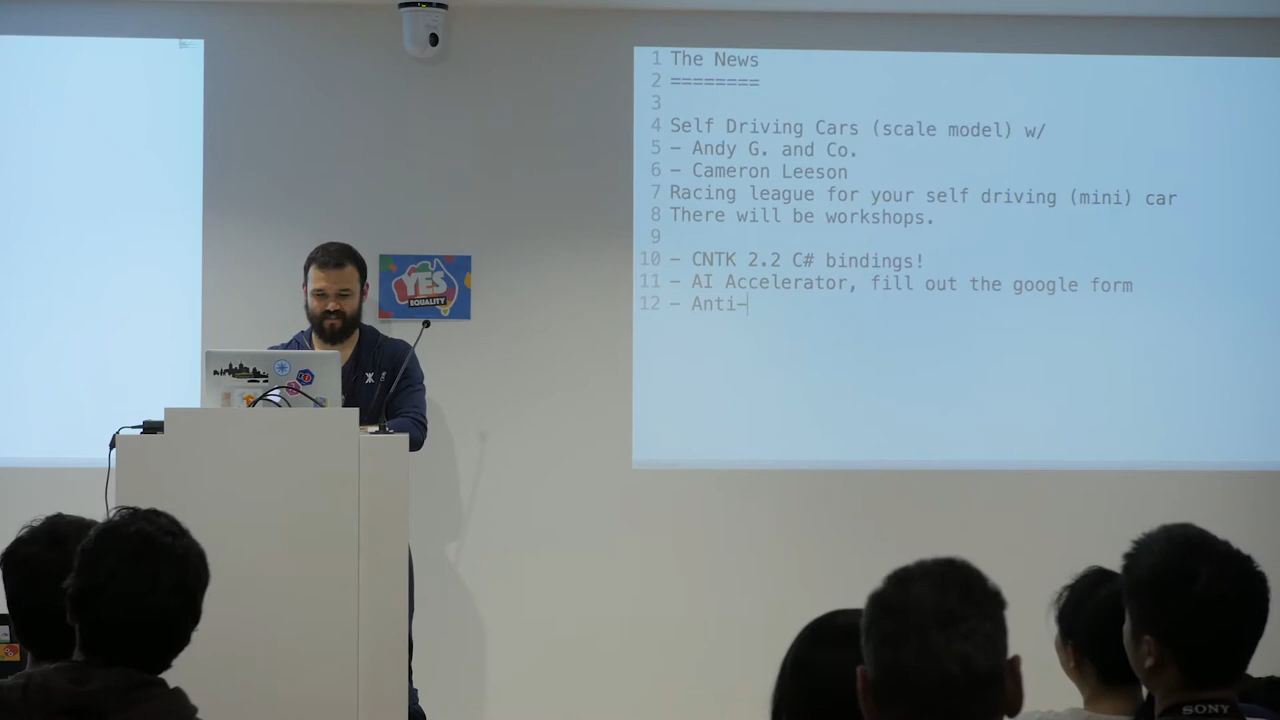 1 The News
2 ========
3
4 Self Driving Cars (scale model) w/
5 - Andy G. and Co.
6 - Cameron Leeson
7 Racing league for your self driving (mini) car
8 There will be workshops.
9
10 - CNTK 2.2 C# bindings!
11 - AI Accelerator, fill out the google form
12 - Anti-
YES
EQUALITY
SONY